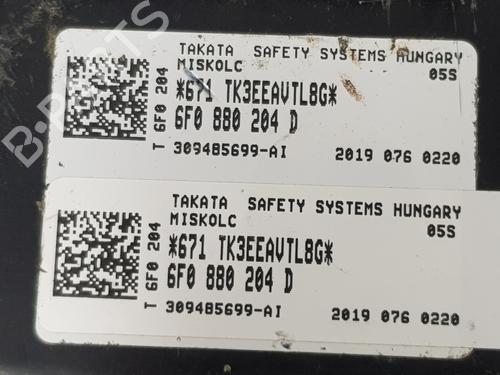 TAKATA SAFETY SYSTEMS HUNGARY
MISKOLC 05S
*671 TK3EEAVTL8G*
6F0 880 204 D
T 6F0 204
309485699-AI 2019 076 0220
TAKATA SAFETY SYSTEMS HUNGARY
MISKOLC 05S
*671 TK3EEAVTL8G*
6F0 880 204 D
T 6F0 204
309485699-AI 2019 076 0220
B-PARTS